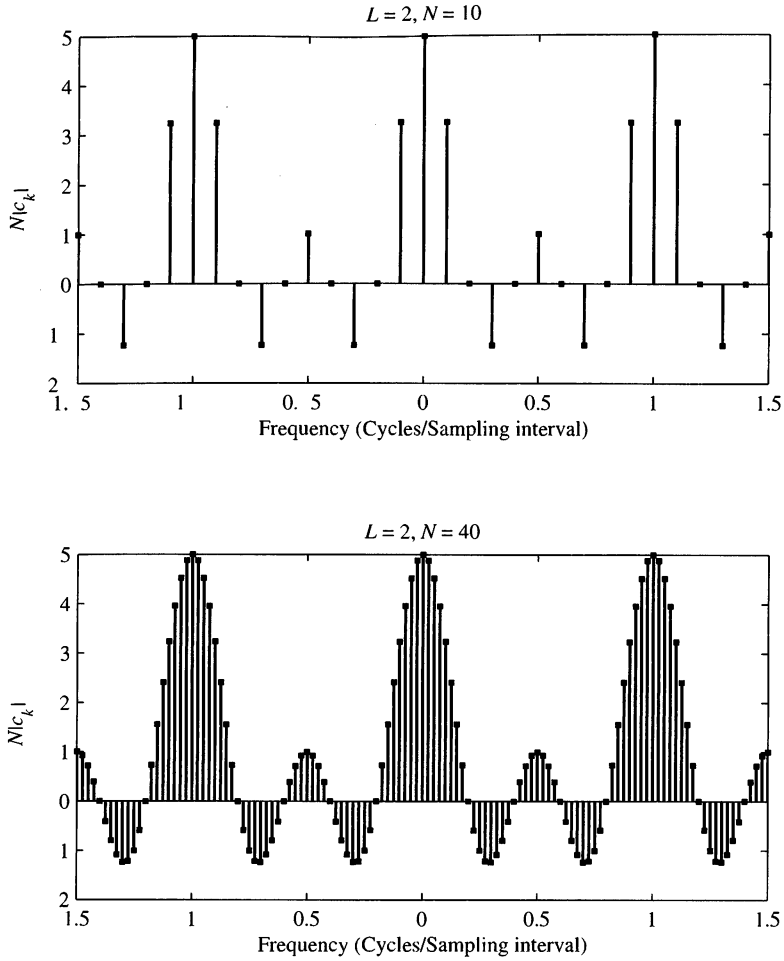 L = 2, N = 10
5
4
3
2
1
0
1
2
N|c_k|
1. 5 1 0. 5 0 0.5 1 1.5
Frequency (Cycles/Sampling interval)
L = 2, N = 40
5
4
3
2
1
0
1
2
N|c_k|
1.5 1 0.5 0 0.5 1 1.5
Frequency (Cycles/Sampling interval)